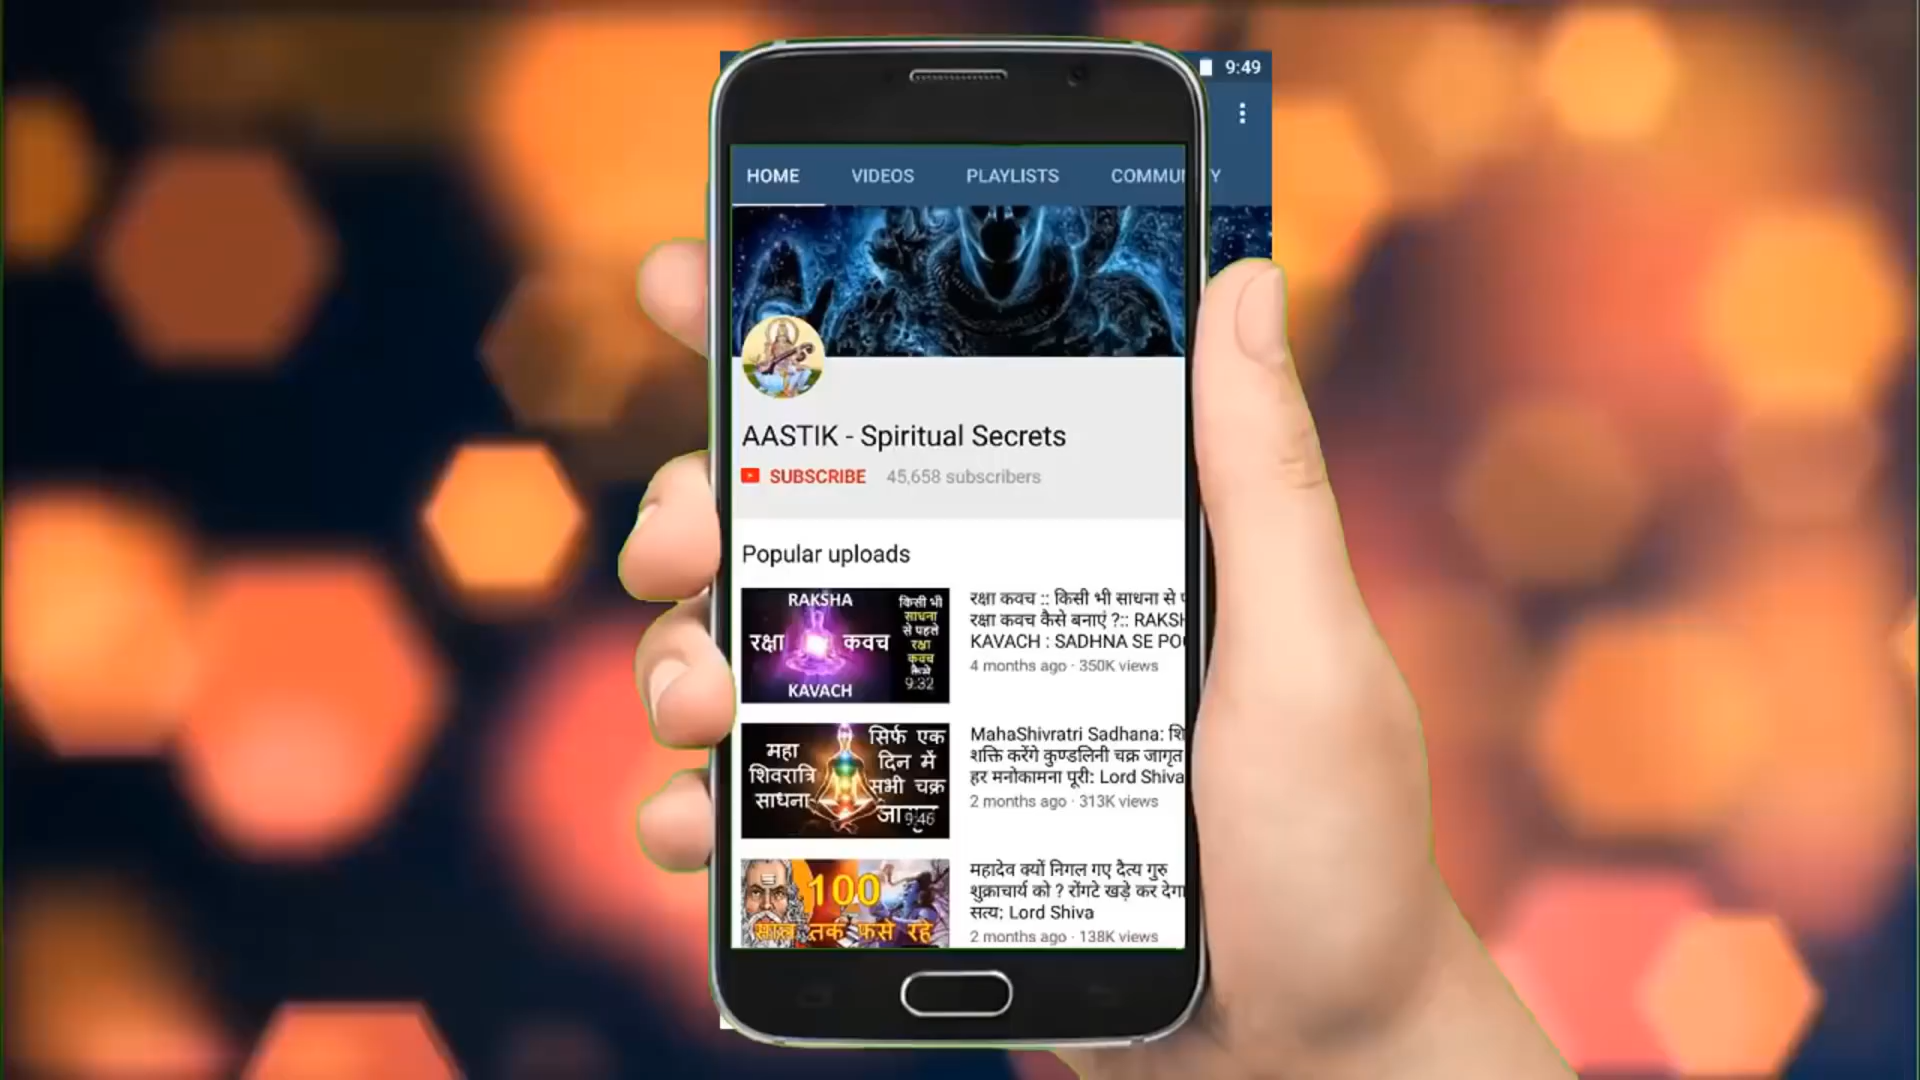 9:49
HOME VIDEOS PLAYLISTS COMMU Y
AASTIK - Spiritual Secrets
SUBSCRIBE 45,658 subscribers
Popular uploads
RAKSHA
रक्षा कवच
KAVACH
किसी भी
साधना
से पहले
रक्षा
कवच
कैसे
9:32
रक्षा कवच :: किसी भी साधना से
रक्षा कवच कैसे बनाएं ?:: RAKSH
KAVACH : SADHNA SE PO
4 months ago · 350K views
महा
शिवरात्रि
साधना
सिर्फ एक
दिन में
सभी चक्र
9:46
MahaShivratri Sadhana: शि
शक्ति करेंगे कुण्डलिनी चक्र जागृत
हर मनोकामना पूरी: Lord Shiva
2 months ago · 313K views
100
साल तक फसे रहे
महादेव क्यों निगल गए दैत्य गुरु
शुक्राचार्य को ? रोंगटे खड़े कर देगा
सत्य: Lord Shiva
2 months ago · 138K views